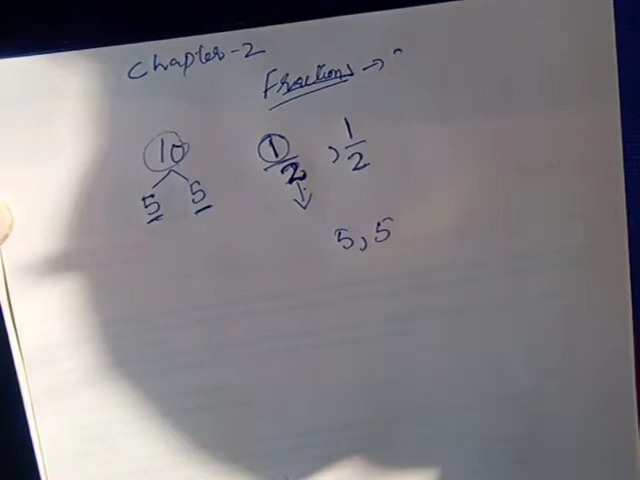 Chapter-2
Fractions →
10 1/2 , 1/2
5 5
5, 5